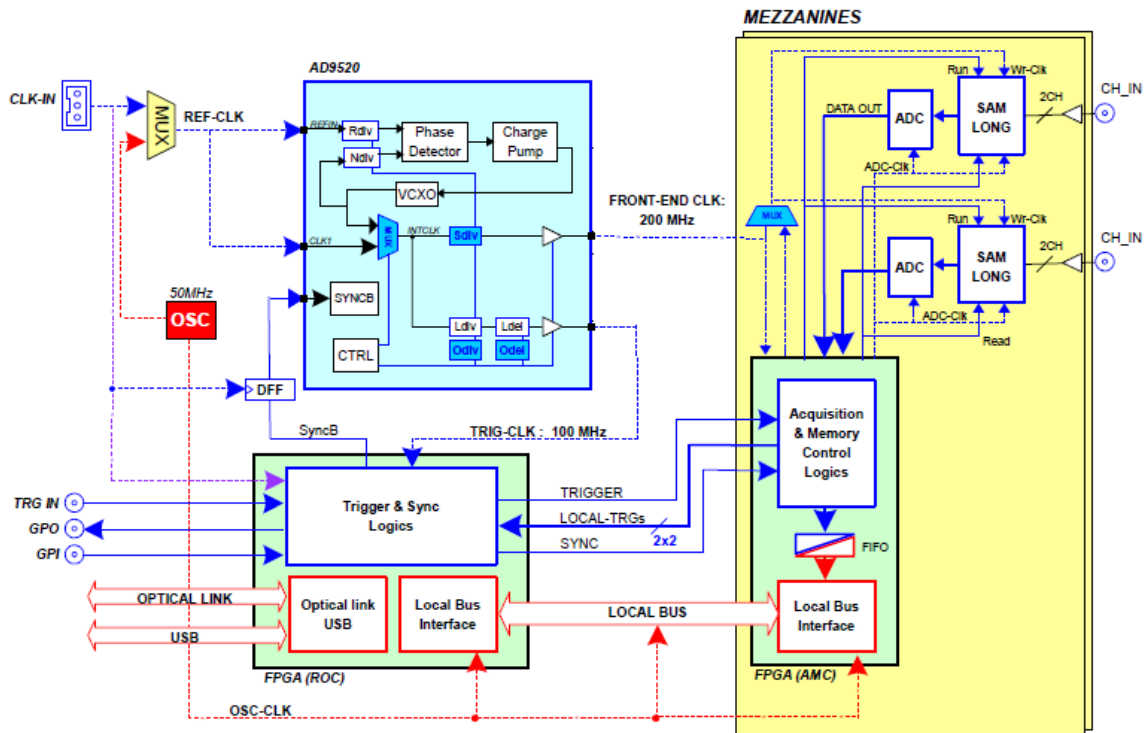 MEZZANINES
CLK-IN
MUX
REF-CLK
AD9520
REFIN
Rdiv
Ndiv
Phase
Detector
Charge
Pump
VCXO
MUX
CLK1
INTCLK
Sdiv
SYNCB
CTRL
Ldiv
Ldel
Odiv
Odel
50MHz
OSC
DFF
SyncB
FRONT-END CLK:
200 MHz
TRIG-CLK : 100 MHz
Run
Wr-Clk
DATA OUT
ADC
SAM
LONG
2CH
CH_IN
ADC-Clk
MUX
Run
Wr-Clk
ADC
SAM
LONG
2CH
CH_IN
ADC-Clk
Read
TRG IN
GPO
GPI
Trigger & Sync
Logics
TRIGGER
LOCAL-TRGs
2x2
SYNC
Acquisition
& Memory
Control
Logics
FIFO
OPTICAL LINK
USB
Optical link
USB
Local Bus
Interface
LOCAL BUS
Local Bus
Interface
FPGA (ROC)
FPGA (AMC)
OSC-CLK